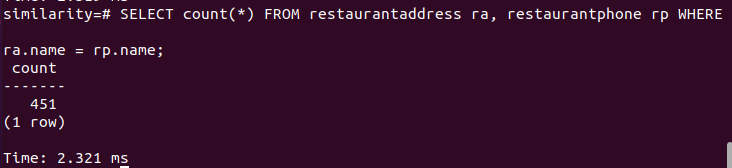 similarity=# SELECT count(*) FROM restaurantaddress ra, restaurantphone rp WHERE
ra.name = rp.name;
count
-------
451
(1 row)
Time: 2.321 ms